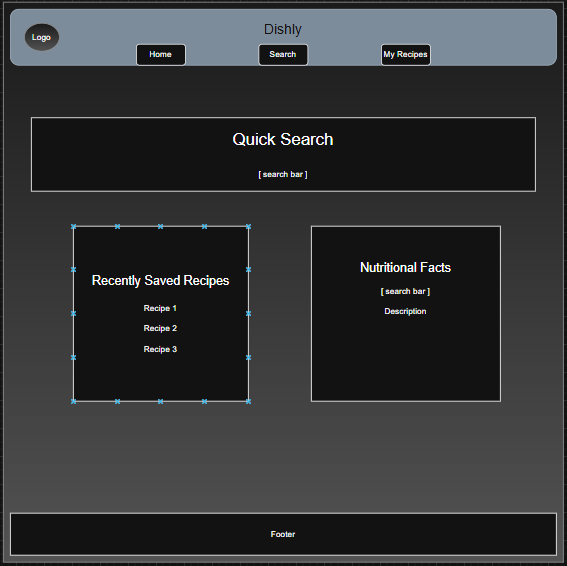 Dishly
Logo
Home
Search
My Recipes
Quick Search
[ search bar ]
Recently Saved Recipes
Recipe 1
Recipe 2
Recipe 3
Nutritional Facts
[ search bar ]
Description
Footer